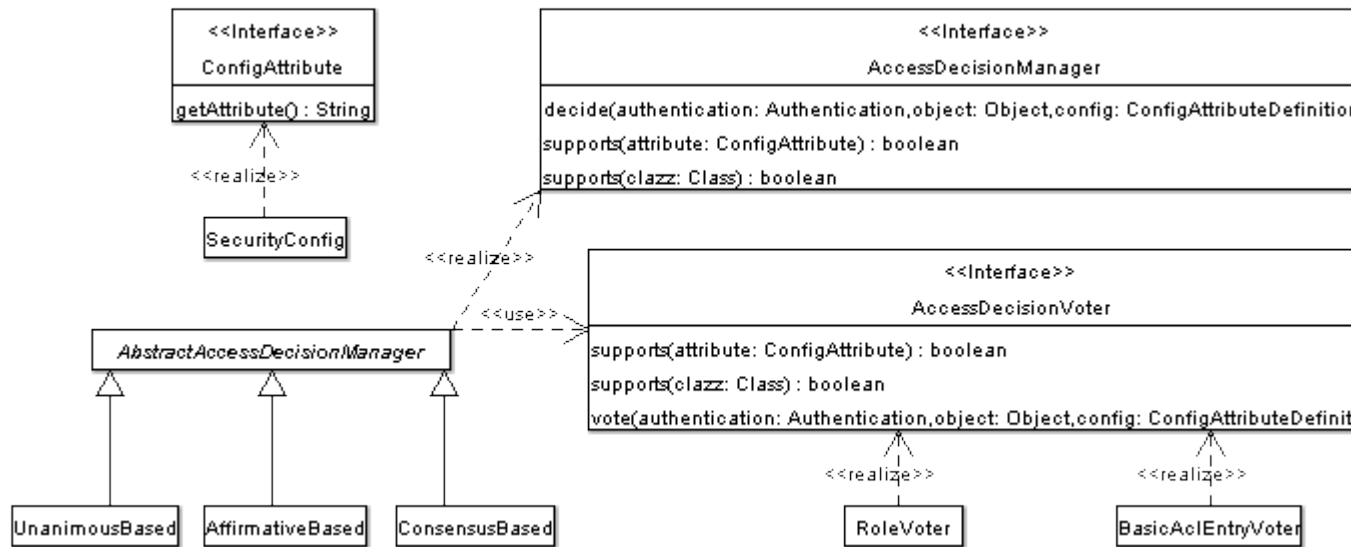 <<Interface>>
ConfigAttribute
getAttribute() : String
<<realize>>
SecurityConfig
<<Interface>>
AccessDecisionManager
decide(authentication: Authentication,object: Object,config: ConfigAttributeDefinition
supports(attribute: ConfigAttribute) : boolean
supports(clazz: Class) : boolean
<<realize>>
<<use>>
<<Interface>>
AccessDecisionVoter
supports(attribute: ConfigAttribute) : boolean
supports(clazz: Class) : boolean
vote(authentication: Authentication,object: Object,config: ConfigAttributeDefinit
AbstractAccessDecisionManager
<<realize>>
<<realize>>
UnanimousBased
AffirmativeBased
ConsensusBased
RoleVoter
BasicAclEntryVoter